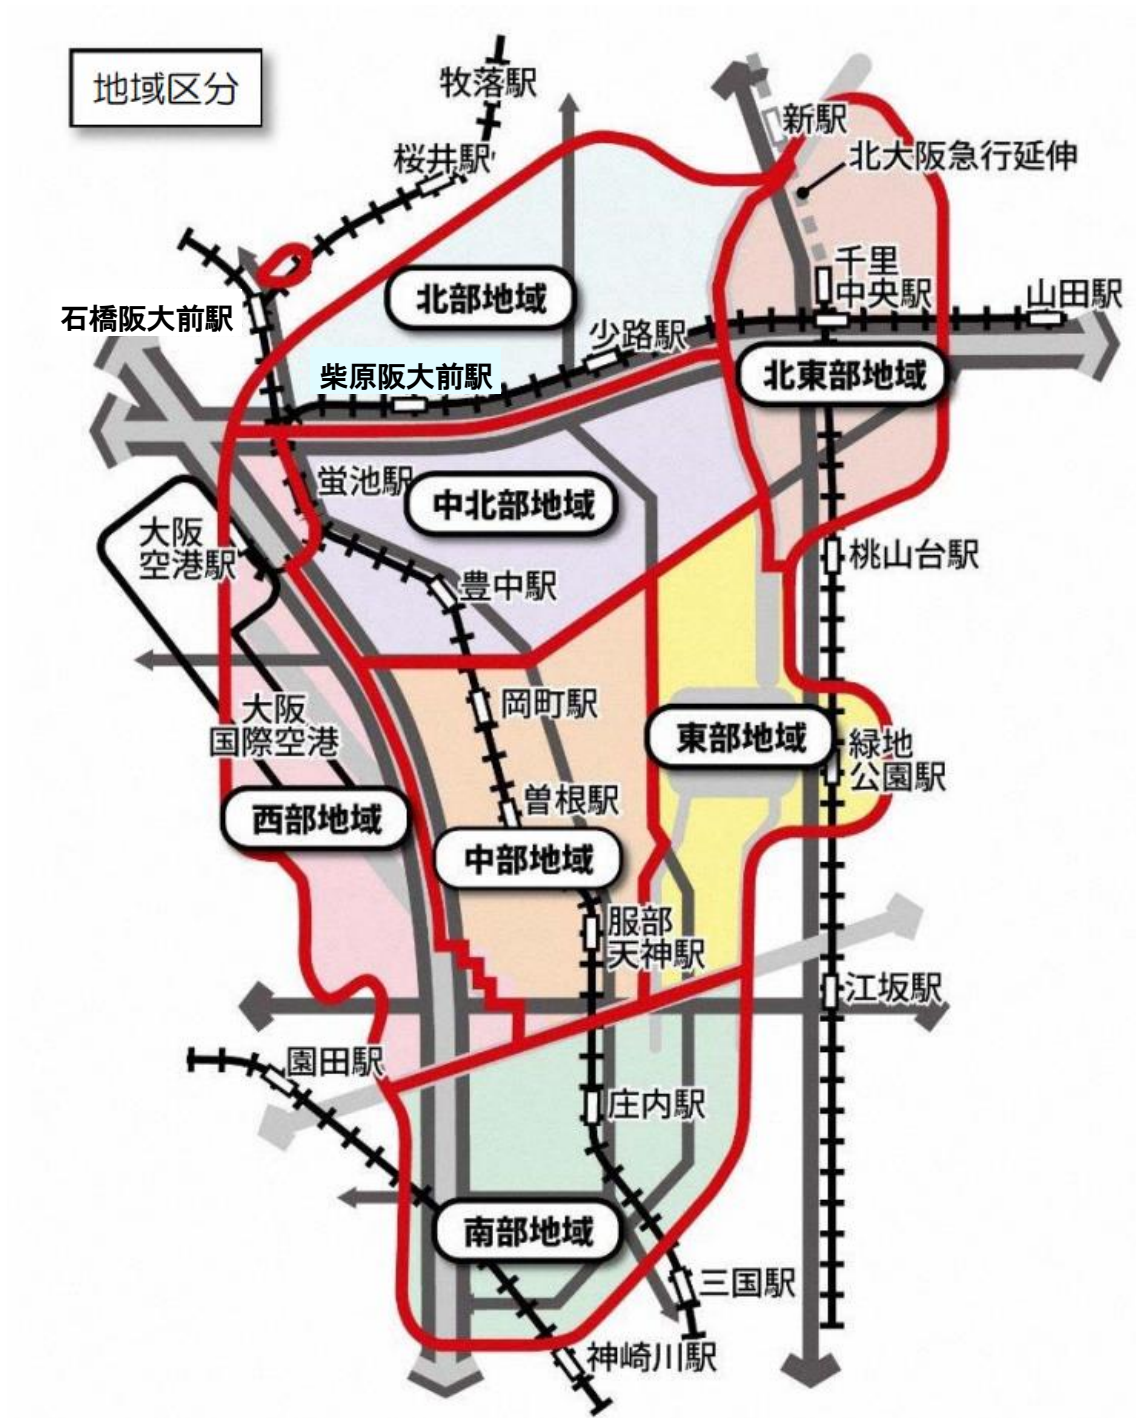 地域区分
牧落駅
桜井駅
新駅
北大阪急行延伸
千里
中央駅
山田駅
石橋阪大前駅
北部地域
少路駅
柴原阪大前駅
北東部地域
蛍池駅
中北部地域
大阪
空港駅
豊中駅
桃山台駅
岡町駅
大阪
国際空港
東部地域
緑地
公園駅
曽根駅
西部地域
中部地域
服部
天神駅
江坂駅
園田駅
庄内駅
南部地域
三国駅
神崎川駅